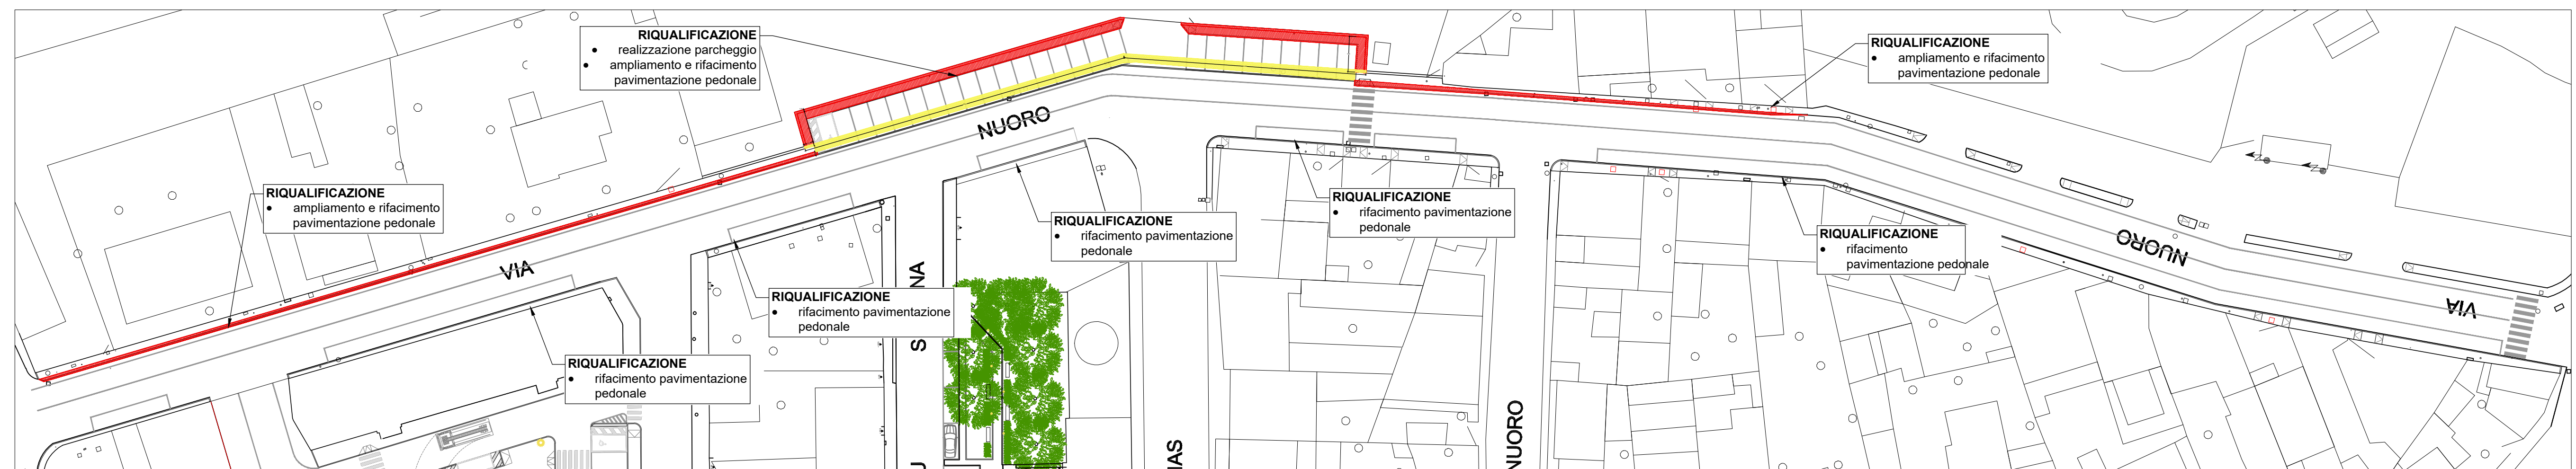 RIQUALIFICAZIONE
• realizzazione parcheggio
• ampliamento e rifacimento
pavimentazione pedonale
RIQUALIFICAZIONE
• ampliamento e rifacimento
pavimentazione pedonale
RIQUALIFICAZIONE
• ampliamento e rifacimento
pavimentazione pedonale
RIQUALIFICAZIONE
• rifacimento pavimentazione
pedonale
RIQUALIFICAZIONE
• rifacimento pavimentazione
pedonale
RIQUALIFICAZIONE
• rifacimento
pavimentazione pedonale
RIQUALIFICAZIONE
• rifacimento pavimentazione
pedonale
RIQUALIFICAZIONE
• rifacimento pavimentazione
pedonale
VIA
NUORO
NUORO
VIA
NUORO